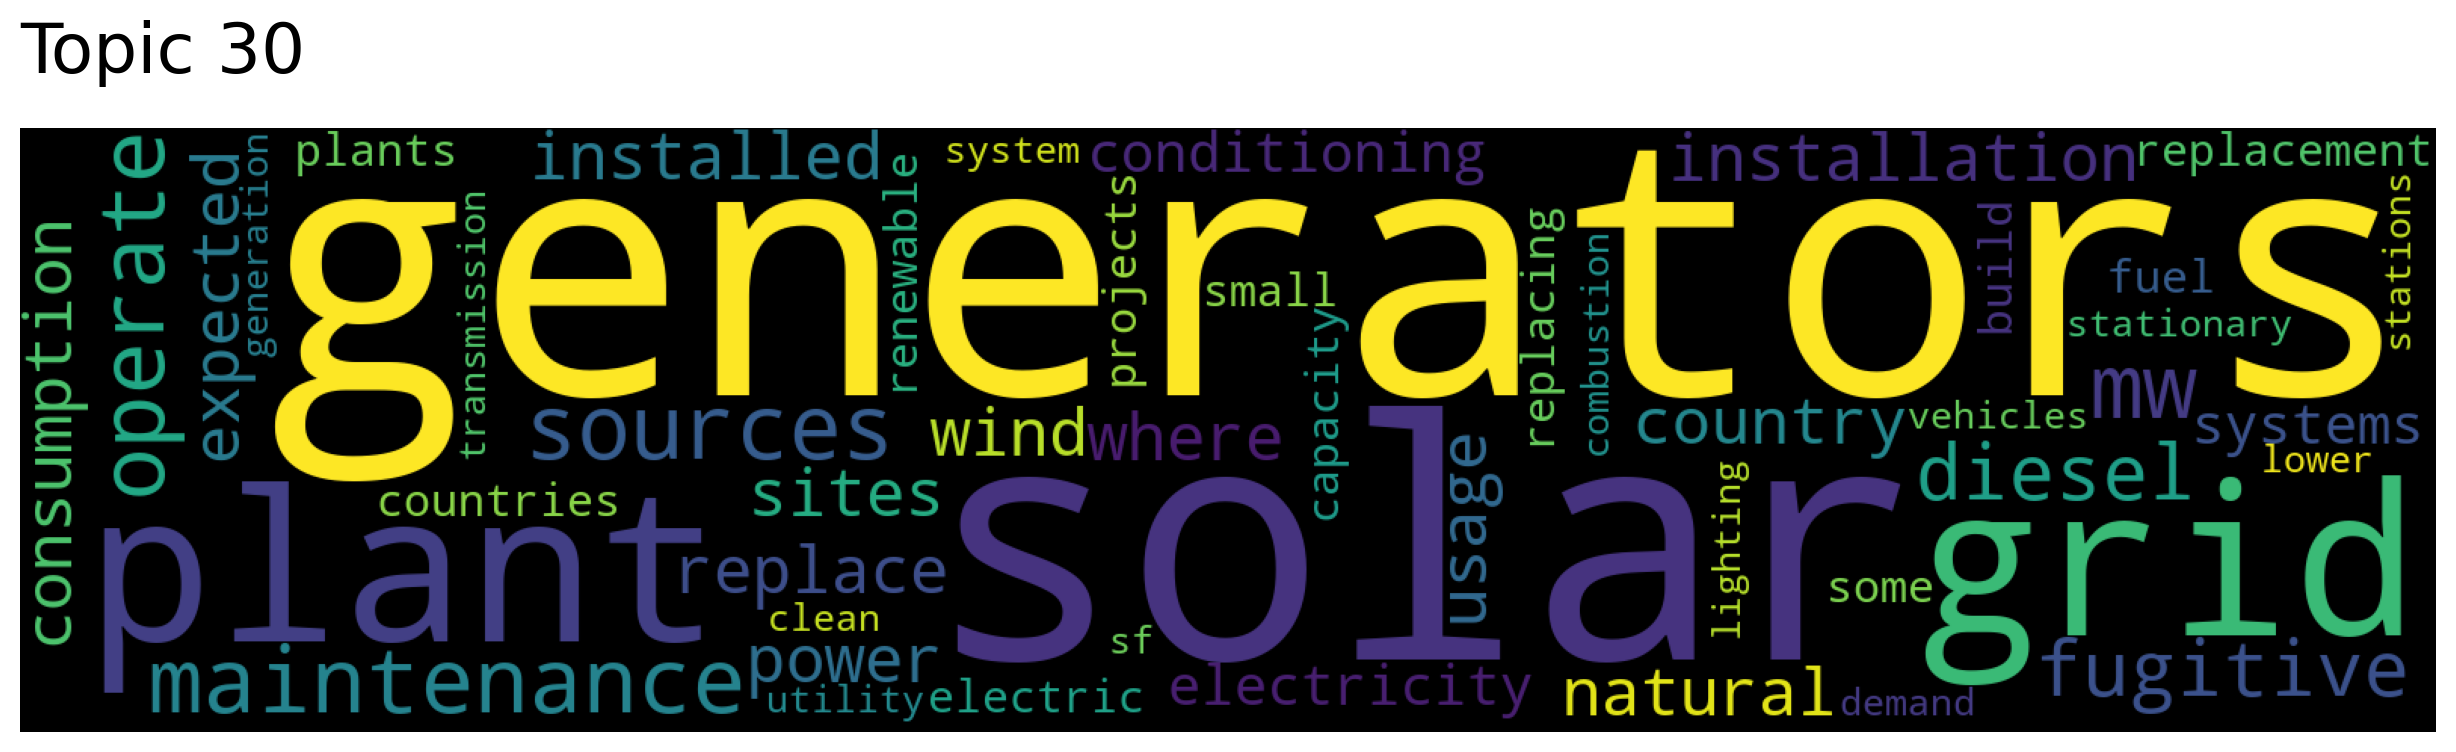 Topic 30
consumption
operate
expected
generation
plants
installed
renewable
system
conditioning
installation
replacement
generators
transmission
projects
small
capacity
replacing
combustion
build
fuel
stationary
stations
sources
wind
where
country
vehicles
mw
systems
lower
countries
sites
usage
lighting
diesel
plant
replace
solar
some
grid
clean
sf
maintenance
power
utility
electric
electricity
natural
demand
fugitive